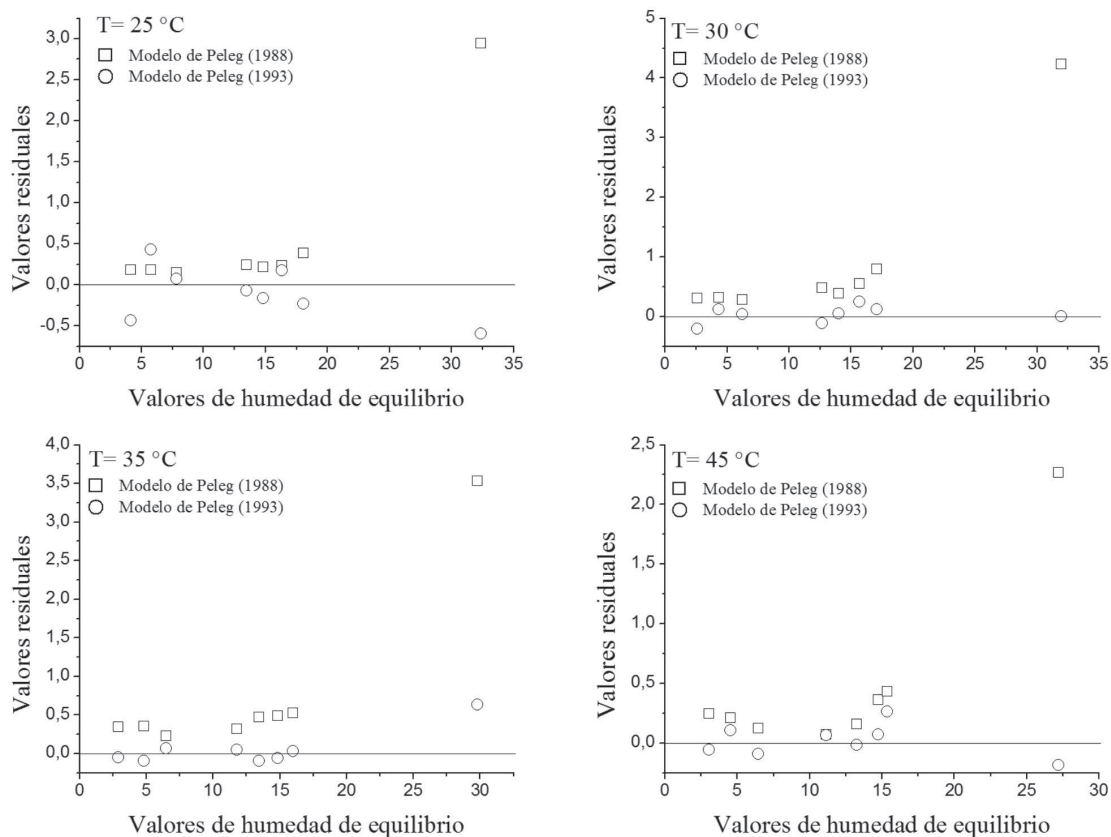 T= 25 °C
Modelo de Peleg (1988)
Modelo de Peleg (1993)
Valores residuales
3,0
2,5
2,0
1,5
1,0
0,5
0,0
-0,5
0 5 10 15 20 25 30 35
Valores de humedad de equilibrio
T= 30 °C
Modelo de Peleg (1988)
Modelo de Peleg (1993)
Valores residuales
5
4
3
2
1
0
0 5 10 15 20 25 30 35
Valores de humedad de equilibrio
T= 35 °C
Modelo de Peleg (1988)
Modelo de Peleg (1993)
Valores residuales
4,0
3,5
3,0
2,5
2,0
1,5
1,0
0,5
0,0
0 5 10 15 20 25 30
Valores de humedad de equilibrio
T= 45 °C
Modelo de Peleg (1988)
Modelo de Peleg (1993)
Valores residuales
2,5
2,0
1,5
1,0
0,5
0,0
0 5 10 15 20 25 30
Valores de humedad de equilibrio